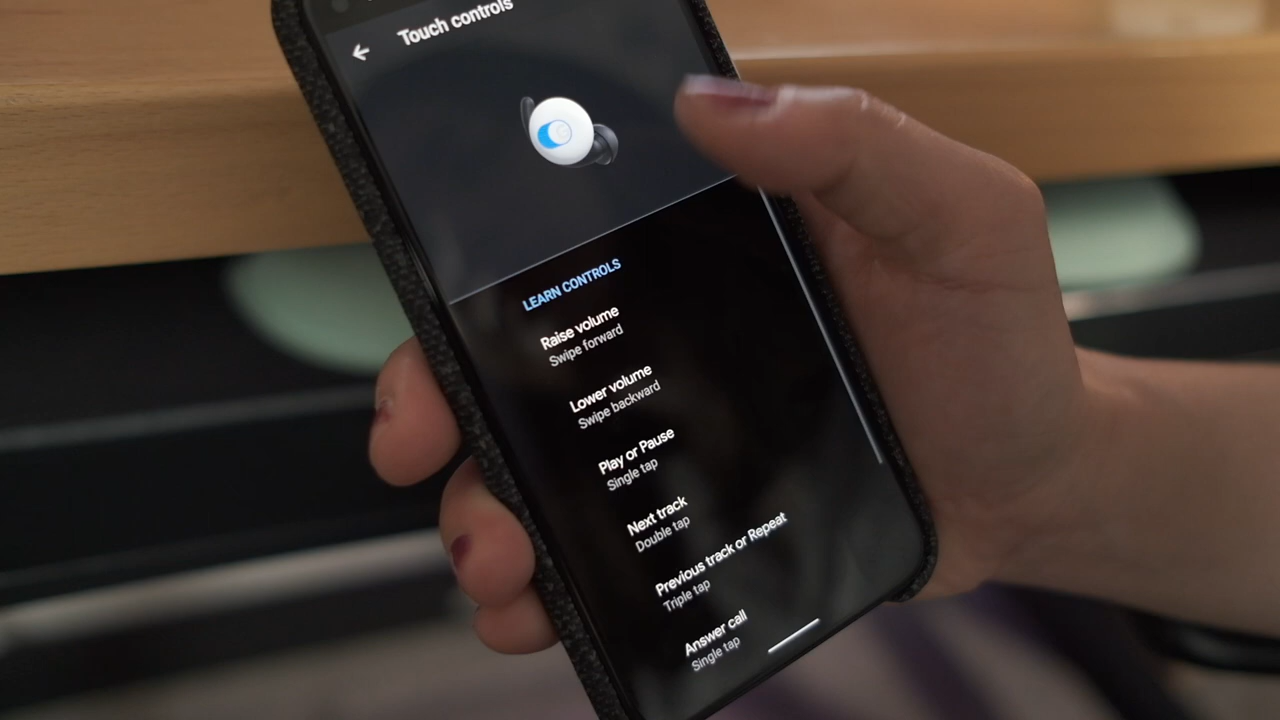 Touch controls
LEARN CONTROLS
Raise volume
Swipe forward
Lower volume
Swipe backward
Play or Pause
Single tap
Next track
Double tap
Previous track or Repeat
Triple tap
Answer call
Single tap